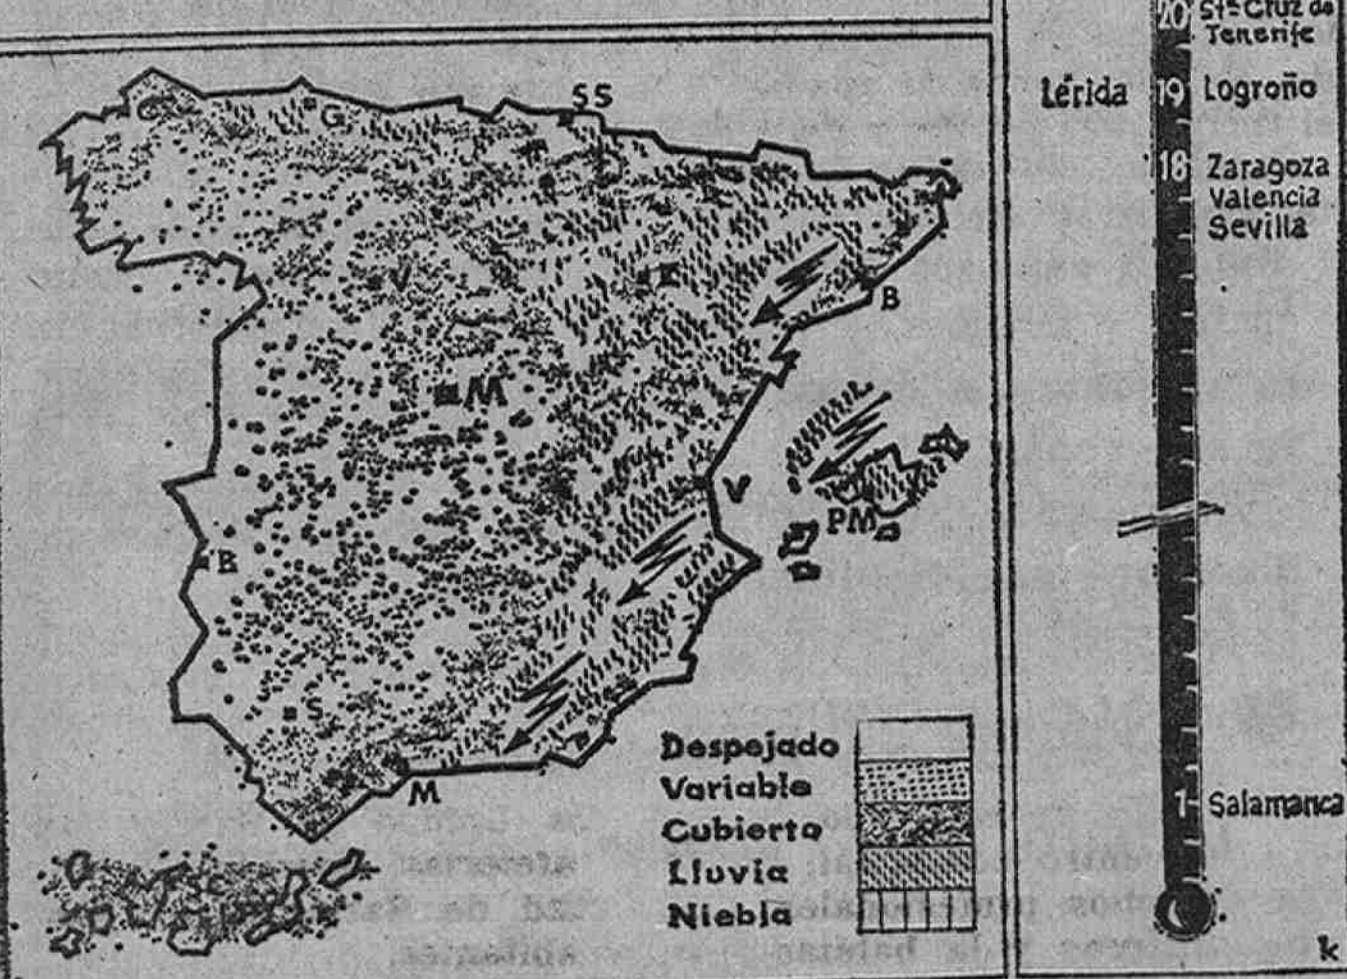 SS
G
C
V
Z
B
M
V
PM
B
S
M
Despejado
Variable
Cubierto
Lluvia
Niebla
20 Sta Cruz de
Tenerife
Lérida 19 Logroño
18 Zaragoza
Valencia
Sevilla
1 Salamanca
k